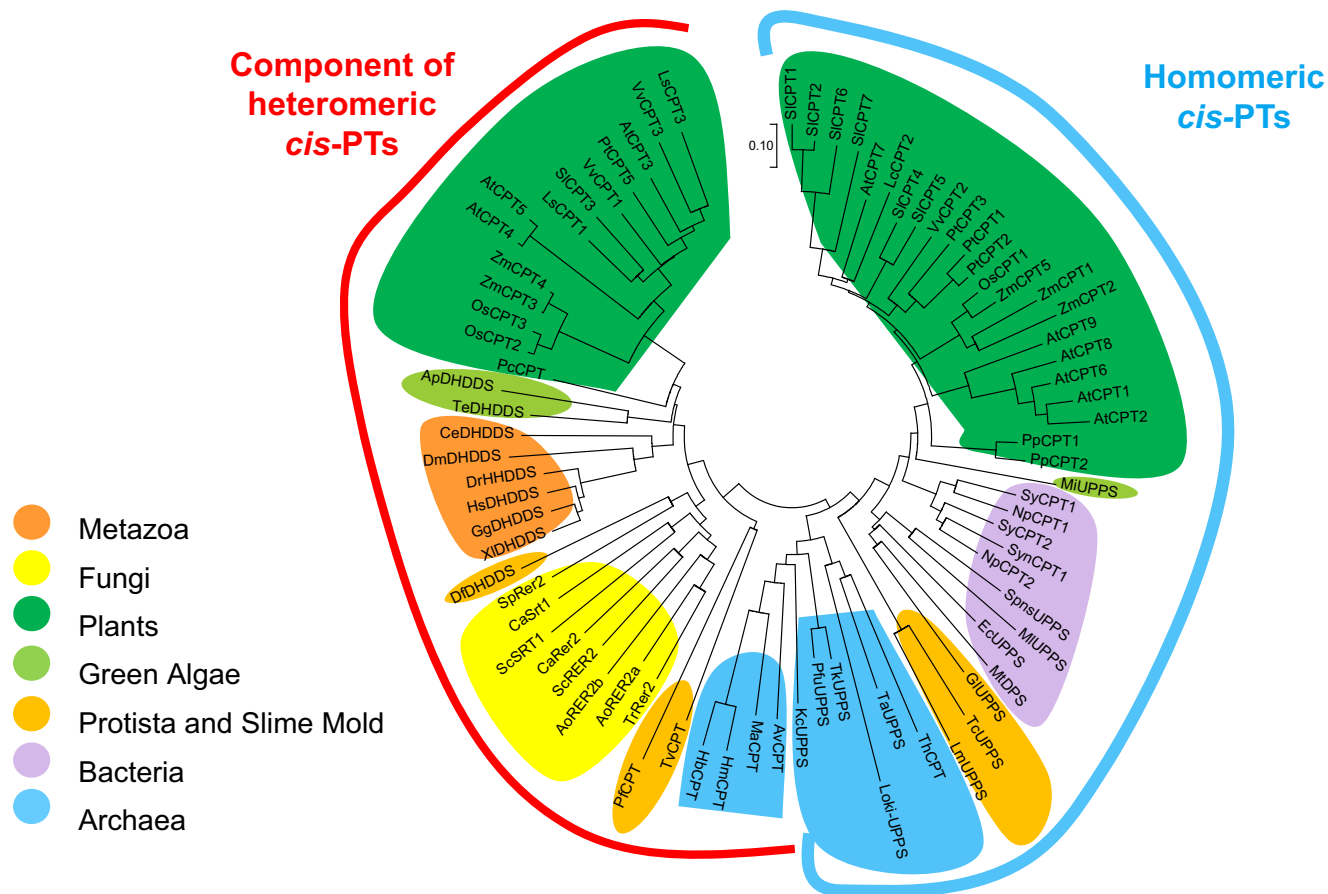 Component of
heteromeric
cis-PTs
Homomeric
cis-PTs
0.10
SlCPT1
SlCPT2
SlCPT6
SlCPT7
AtCPT7
LcCPT2
SlCPT4
SlCPT5
VvCPT2
PtCPT3
PtCPT1
PtCPT2
OsCPT1
ZmCPT5
ZmCPT1
ZmCPT2
AtCPT9
AtCPT8
AtCPT6
AtCPT1
AtCPT2
PpCPT1
PpCPT2
MiUPPS
SyCPT1
NpCPT1
SyCPT2
SynCPT1
NpCPT2
SpnsUPPS
MlUPPS
EcUPPS
MtDPS
GlUPPS
TcUPPS
LmUPPS
ThCPT
Loki-UPPS
TaUPPS
TkUPPS
PfuUPPS
KcUPPS
AvCPT
MaCPT
HmCPT
HbCPT
TvCPT
PfCPT
TrRer2
AoRER2a
AoRER2b
ScRER2
CaRer2
ScSRT1
CaSrt1
SpRer2
DfDHDDS
XlDHDDS
GgDHDDS
HsDHDDS
DrHHDDS
DmDHDDS
CeDHDDS
TeDHDDS
ApDHDDS
PcCPT
OsCPT2
OsCPT3
ZmCPT3
ZmCPT4
AtCPT4
AtCPT5
LsCPT1
SlCPT3
VvCPT1
PtCPT5
AtCPT3
VvCPT3
LsCPT3
Metazoa
Fungi
Plants
Green Algae
Protista and Slime Mold
Bacteria
Archaea